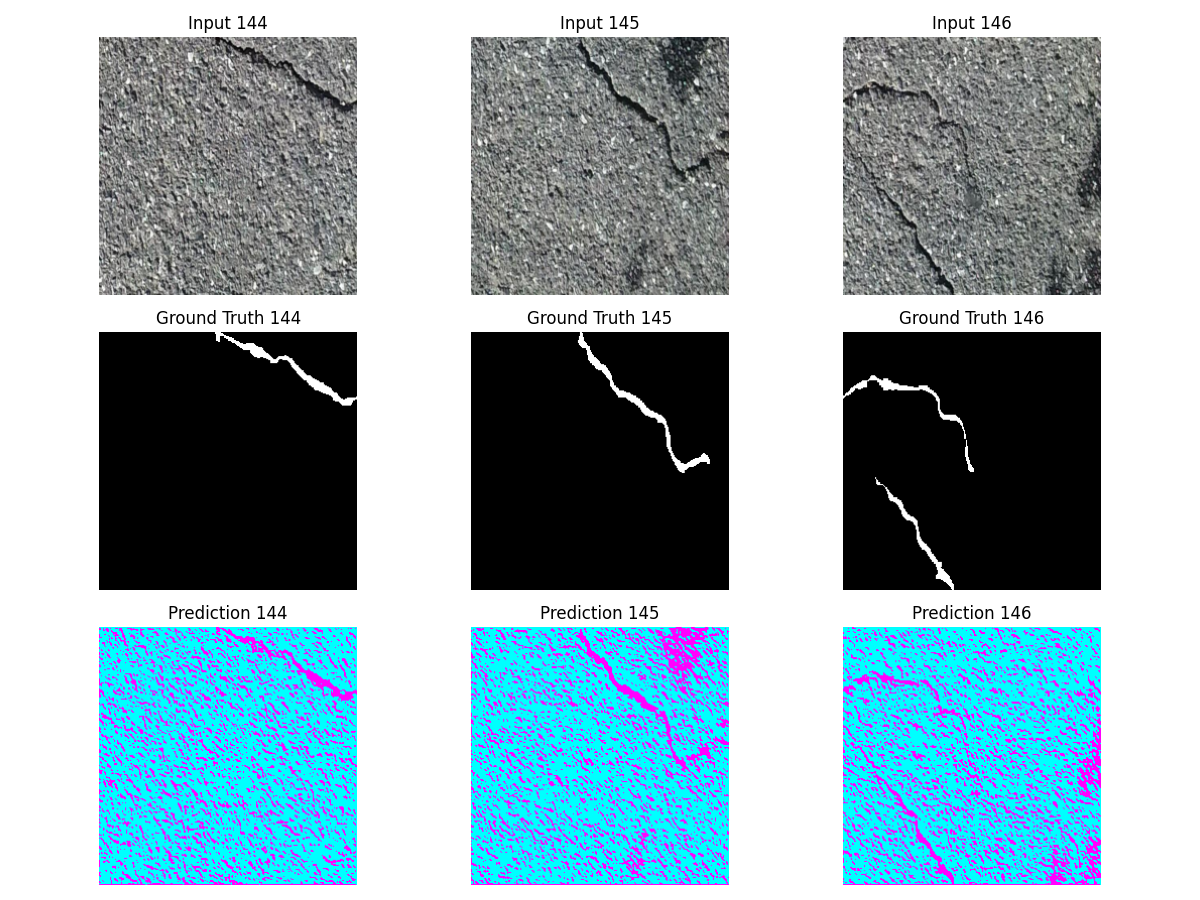 Input 144
Input 145
Input 146
Ground Truth 144
Ground Truth 145
Ground Truth 146
Prediction 144
Prediction 145
Prediction 146